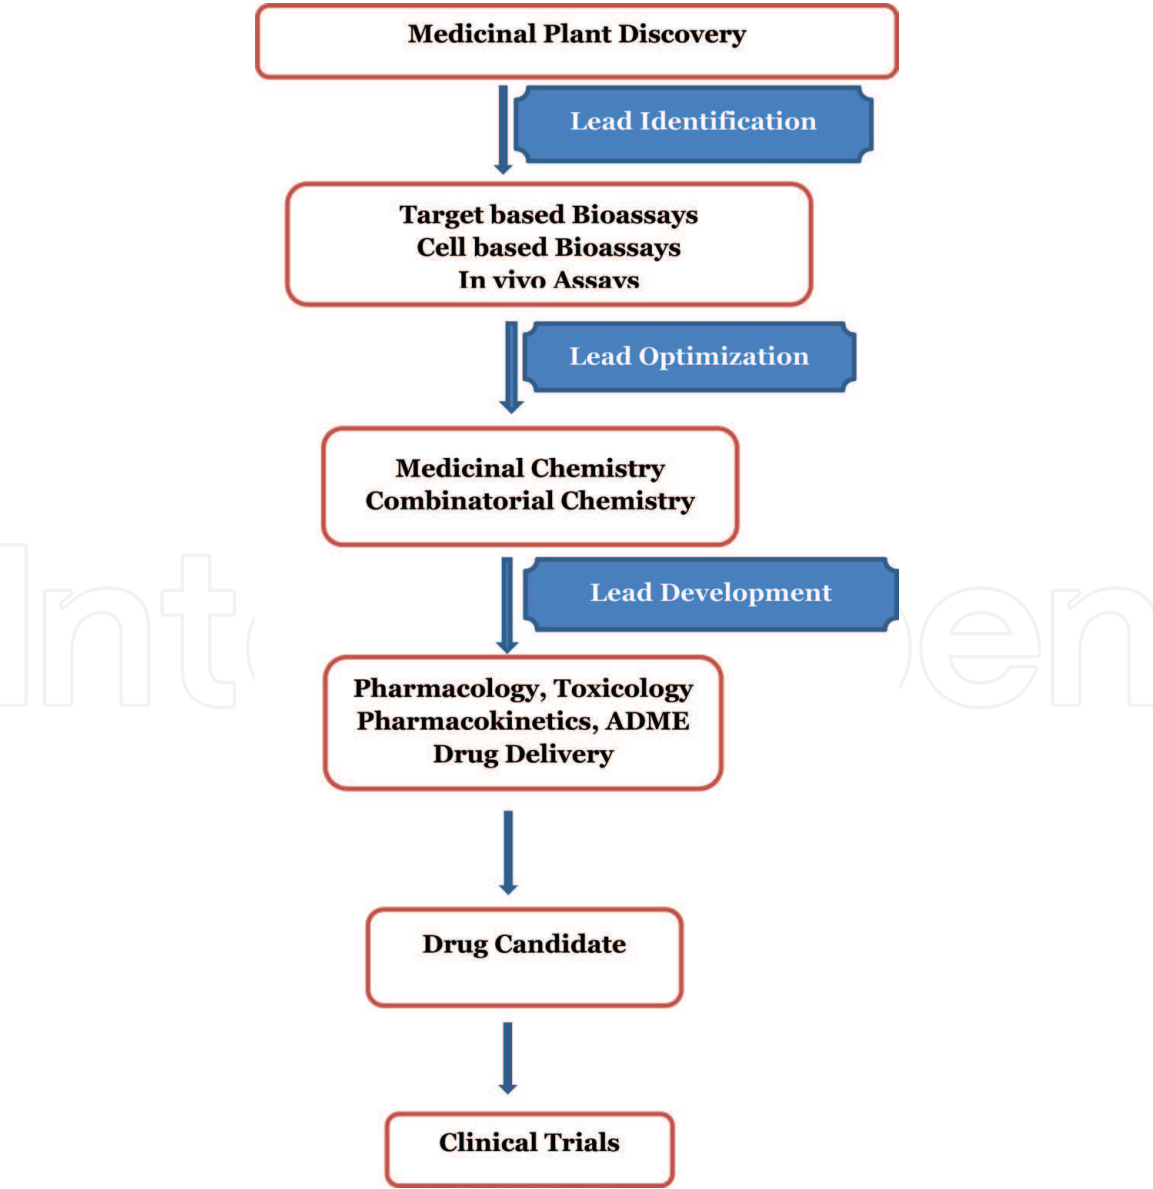 Medicinal Plant Discovery
Lead Identification
Target based Bioassays
Cell based Bioassays
In vivo Assays
Lead Optimization
Medicinal Chemistry
Combinatorial Chemistry
Lead Development
Pharmacology, Toxicology
Pharmacokinetics, ADME
Drug Delivery
Drug Candidate
Clinical Trials